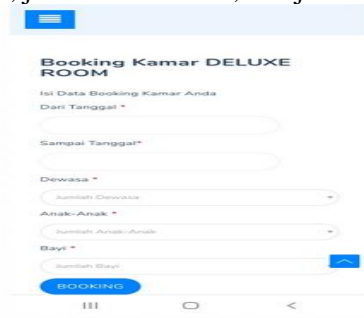 Booking Kamar DELUXE
ROOM
Isi Data Booking Kamar Anda
Dari Tanggal *
Sampai Tanggal*
Dewasa *
Jumlah Dewasa
Anak-Anak *
Jumlah Anak-Anak
Bayi *
Jumlah Bayi
BOOKING